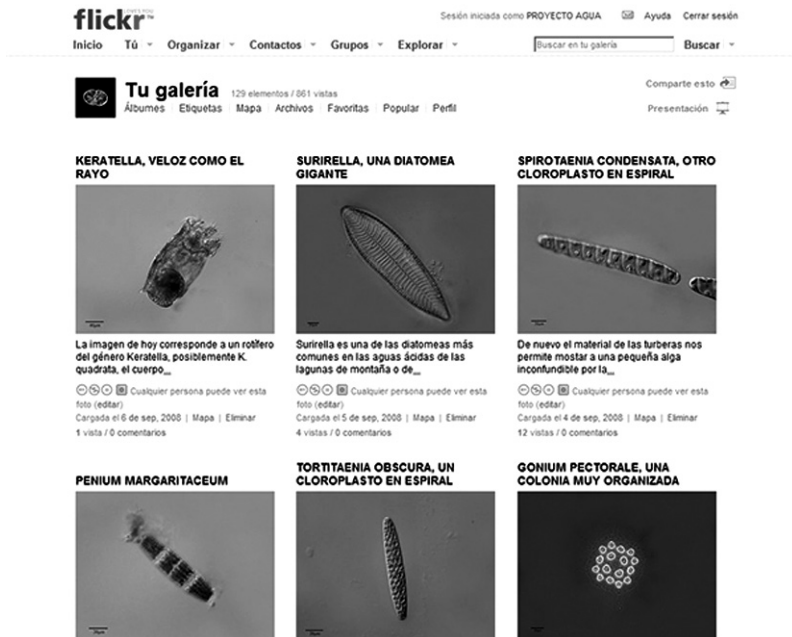 flickr LOVES YOU
Sesión iniciada como PROYECTO AGUA Ayuda Cerrar sesión
Inicio Tú Organizar Contactos Grupos Explorar Buscar en tu galería Buscar
Tu galería 129 elementos / 861 vistas
Comparte esto
Álbumes Etiquetas Mapa Archivos Favoritas Popular Perfil
Presentación
KERATELLA, VELOZ COMO EL
RAYO
SURIRELLA, UNA DIATOMEA
GIGANTE
SPIROTAENIA CONDENSATA, OTRO
CLOROPLASTO EN ESPIRAL
La imagen de hoy corresponde a un rotífero
del género Keratella, posiblemente K.
quadrata, el cuerpo...
Cualquier persona puede ver esta
foto (editar)
Cargada el 6 de sep, 2008 | Mapa | Eliminar
1 vista / 0 comentarios
Surirella es una de las diatomeas más
comunes en las aguas ácidas de las
lagunas de montaña o de...
Cualquier persona puede ver esta
foto (editar)
Cargada el 5 de sep, 2008 | Mapa | Eliminar
4 vistas / 0 comentarios
De nuevo el material de las turberas nos
permite mostar a una pequeña alga
inconfundible por la...
Cualquier persona puede ver esta
foto (editar)
Cargada el 4 de sep, 2008 | Mapa | Eliminar
12 vistas / 0 comentarios
PENIUM MARGARITACEUM
TORTITAENIA OBSCURA, UN
CLOROPLASTO EN ESPIRAL
GONIUM PECTORALE, UNA
COLONIA MUY ORGANIZADA